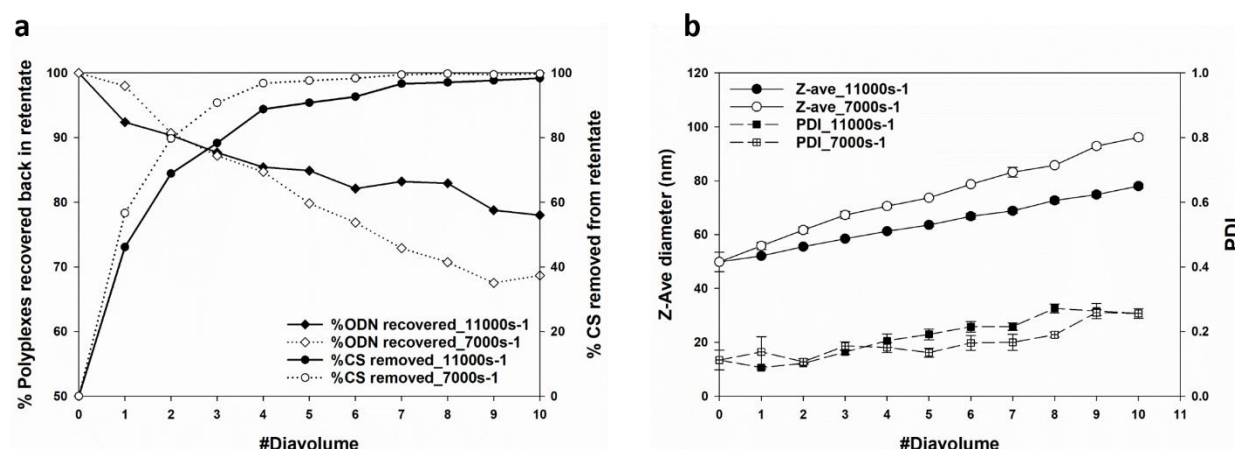 a
% Polyplexes recovered back in retentate
100
90
80
70
60
50
100
80
60
40
20
0
% CS removed from retentate
%ODN recovered_11000s-1
%ODN recovered_7000s-1
%CS removed_11000s-1
%CS removed_7000s-1
0 1 2 3 4 5 6 7 8 9 10
#Diavolume
b
Z-Ave diameter (nm)
120
100
80
60
40
20
0
1.0
0.8
0.6
0.4
0.2
0.0
PDI
Z-ave_11000s-1
Z-ave_7000s-1
PDI_11000s-1
PDI_7000s-1
0 1 2 3 4 5 6 7 8 9 10 11
#Diavolume